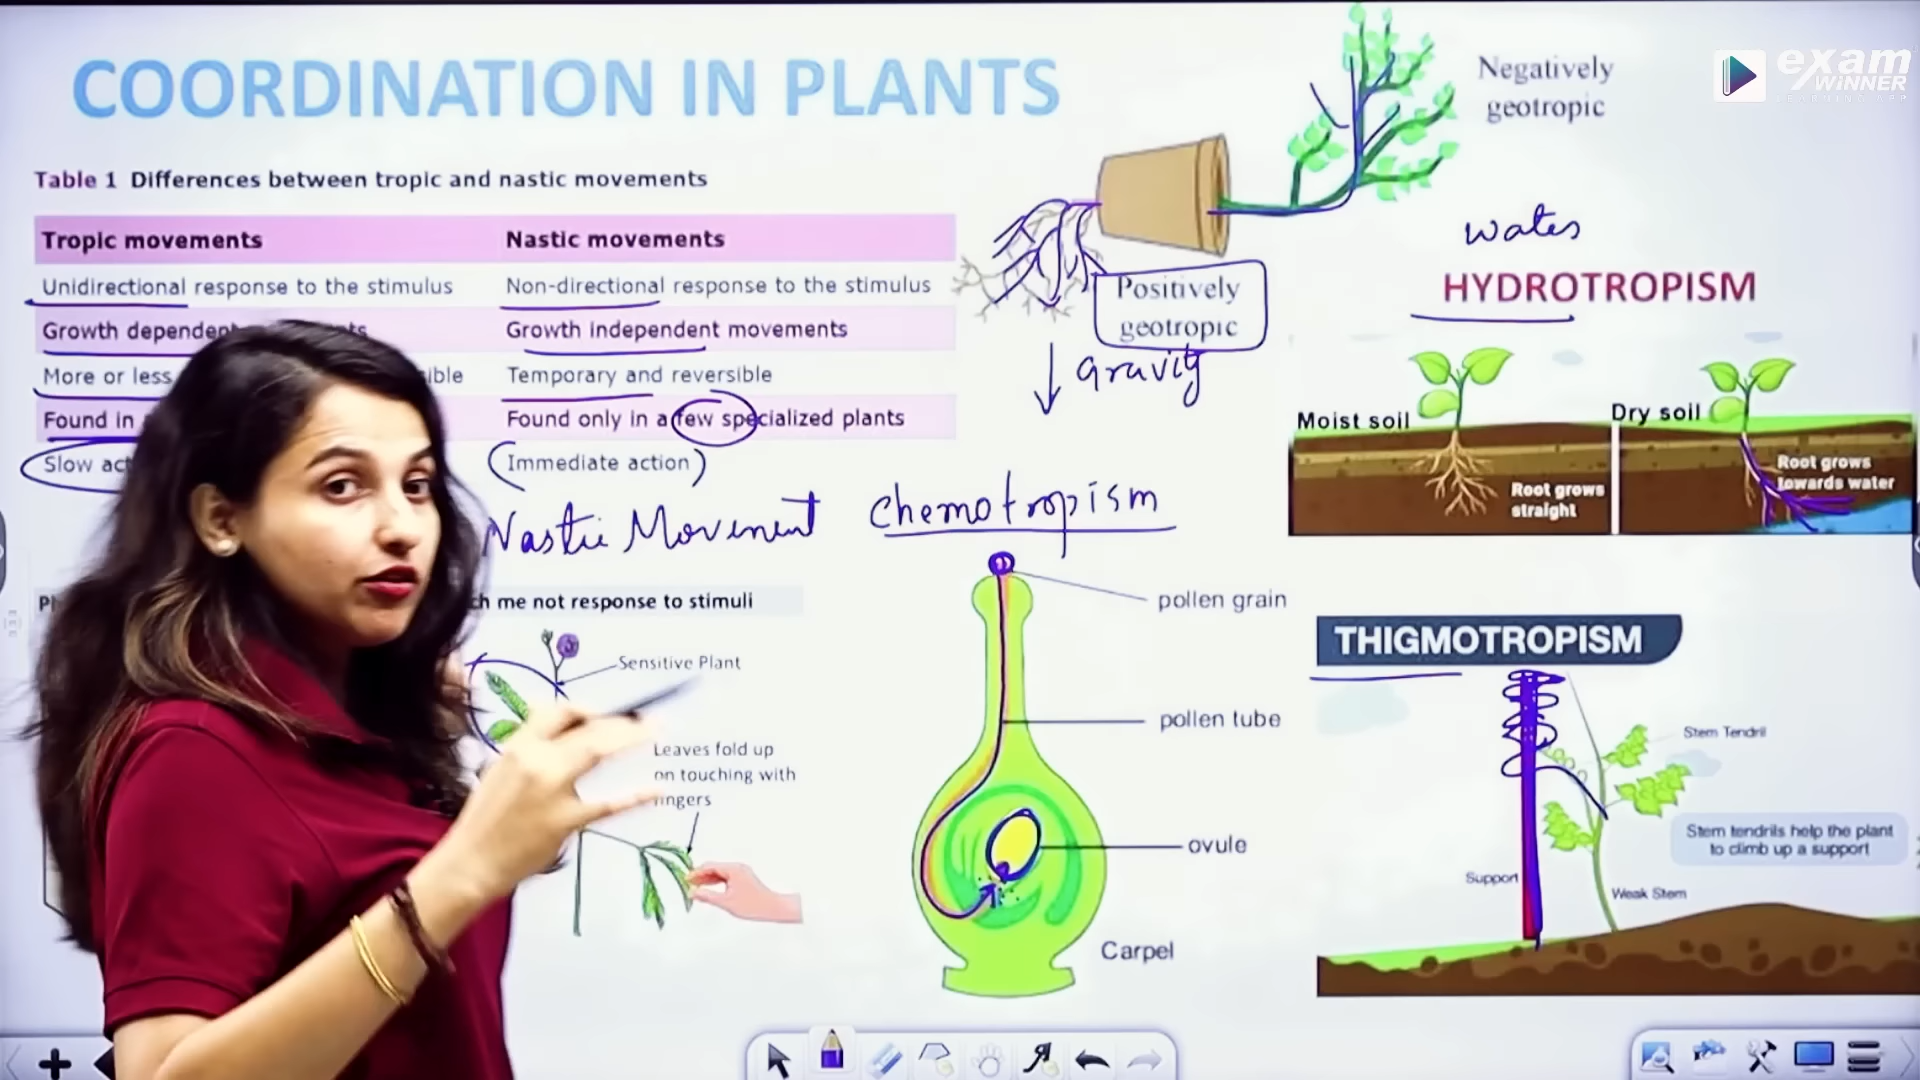 COORDINATION IN PLANTS
exam
WINNER
LEARNING APP
Negatively
geotropic
Table 1 Differences between tropic and nastic movements
Tropic movements Nastic movements
Unidirectional response to the stimulus Non-directional response to the stimulus
Growth dependent Growth independent movements
More or less Temporary and reversible
Found in Found only in a few specialized plants
Slow Immediate action
Positively
geotropic
Gravity
Water
HYDROTROPISM
Moist soil
Dry soil
Root grows
straight
Root grows
towards water
Nastic Movement
Chemotropism
me not response to stimuli
Sensitive Plant
Leaves fold up
on touching with
pollen grain
pollen tube
ovule
Carpel
THIGMOTROPISM
Stem Tendril
Stem tendrils help the plant
to climb up a support
Support
Weak Stem